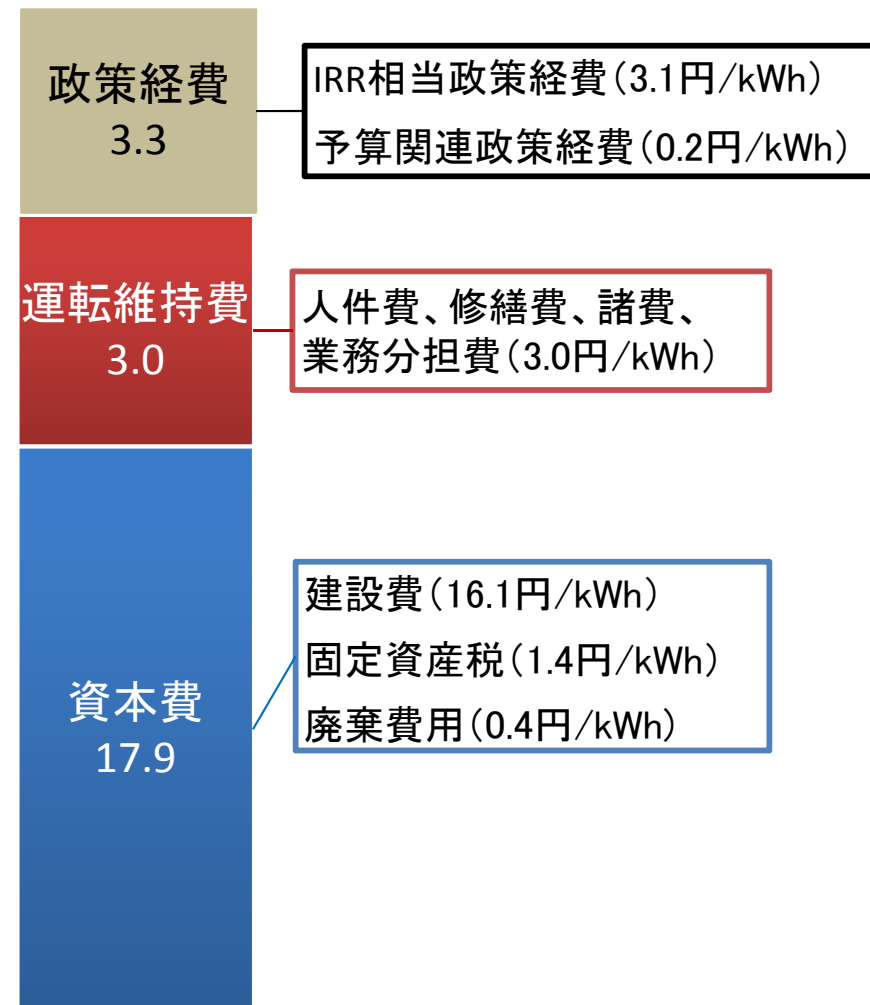 政策経費
3.3
IRR相当政策経費（3.1円/kWh）
予算関連政策経費（0.2円/kWh）
運転維持費
3.0
人件費、修繕費、諸費、
業務分担費（3.0円/kWh）
資本費
17.9
建設費（16.1円/kWh）
固定資産税（1.4円/kWh）
廃棄費用（0.4円/kWh）